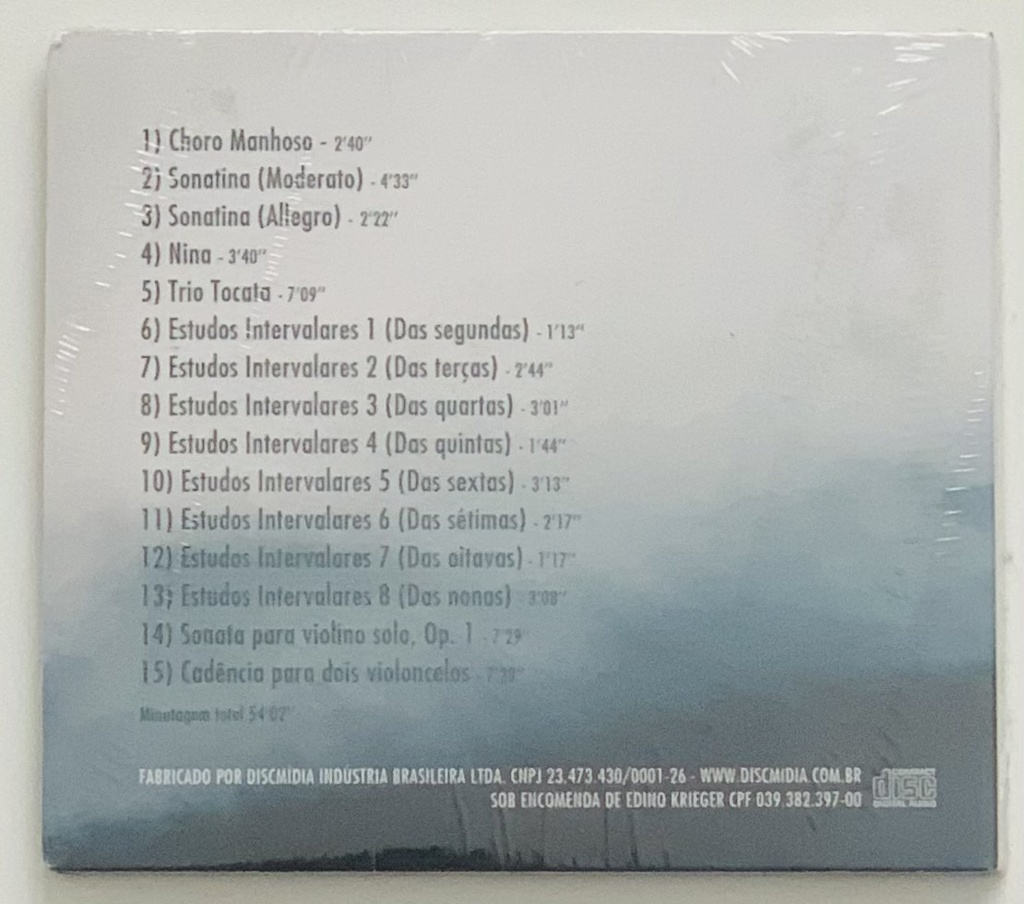 1) Choro Manhoso - 2'40"
2) Sonatina (Moderato) - 4'33"
3) Sonatina (Allegro) - 2'22"
4) Nina - 3'40"
5) Trio Tocata - 7'09"
6) Estudos Intervalares 1 (Das segundas) - 1'13"
7) Estudos Intervalares 2 (Das terças) - 2'44"
8) Estudos Intervalares 3 (Das quartas) - 3'01"
9) Estudos Intervalares 4 (Das quintas) - 1'44"
10) Estudos Intervalares 5 (Das sextas) - 3'13"
11) Estudos Intervalares 6 (Das sétimas) - 2'17"
12) Estudos Intervalares 7 (Das oitavas) - 1'17"
13) Estudos Intervalares 8 (Das nonas) - 3'08"
14) Sonata para violino solo, Op. 1 - 7'29"
15) Cadência para dois violoncelos -
Minutagem total 54'02"
FABRICADO POR DISCMÍDIA INDÚSTRIA BRASILEIRA LTDA. CNPJ 23.473.430/0001-26 - WWW.DISCMIDIA.COM.BR
SOB ENCOMENDA DE EDINO KRIEGER CPF 039.382.397-00
COMPACT
disc
DIGITAL AUDIO